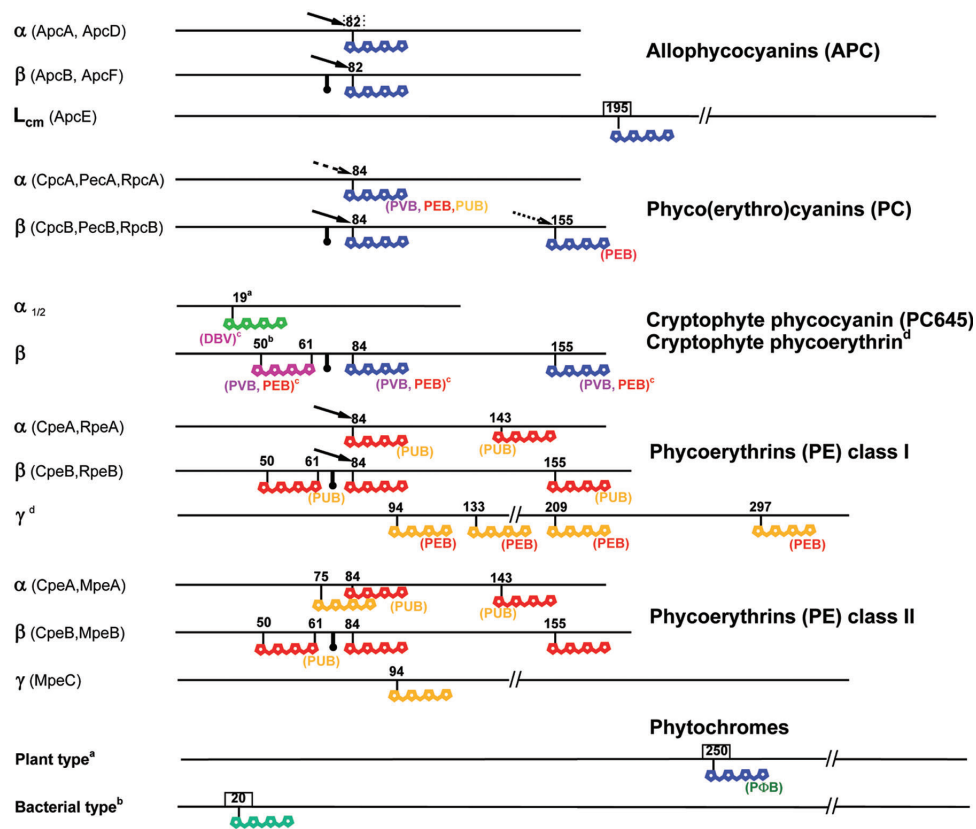 82
α (ApcA, ApcD)
Allophycocyanins (APC)
82
β (ApcB, ApcF)
195
Lcm (ApcE)
84
α (CpcA,PecA,RpcA)
(PVB, PEB,PUB)
Phyco(erythro)cyanins (PC)
84 155
β (CpcB,PecB,RpcB)
(PEB)
19a
α 1/2
Cryptophyte phycocyanin (PC645)
(DBV)c
Cryptophyte phycoerythrind
50b 61 84 155
β
(PVB, PEB)c (PVB, PEB)c (PVB, PEB)c
84 143
α (CpeA,RpeA)
(PUB) (PUB)
Phycoerythrins (PE) class I
50 61 84 155
β (CpeB,RpeB)
(PUB) (PUB)
94 133 209 297
γ d
(PEB) (PEB) (PEB) (PEB)
75 84 143
α (CpeA,MpeA)
(PUB) (PUB)
Phycoerythrins (PE) class II
50 61 84 155
β (CpeB,MpeB)
(PUB)
94
γ (MpeC)
Phytochromes
250
Plant typea
(PΦB)
20
Bacterial typeb